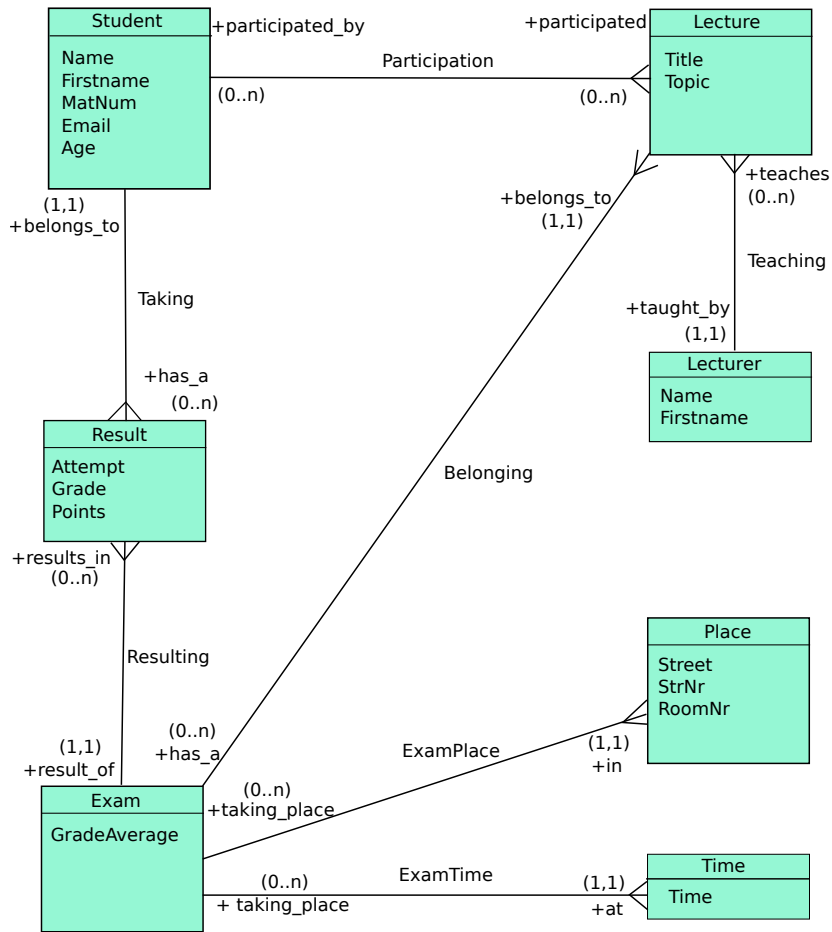 Student
Name
Firstname
MatNum
Email
Age
+participated_by
(0..n)
Participation
+participated
(0..n)
Lecture
Title
Topic
(1,1)
+belongs_to
Taking
+has_a
(0..n)
+belongs_to
(1,1)
+teaches
(0..n)
Teaching
+taught_by
(1,1)
Lecturer
Name
Firstname
Result
Attempt
Grade
Points
+results_in
(0..n)
Belonging
Resulting
(1,1)
+result_of
(0..n)
+has_a
Place
Street
StrNr
RoomNr
ExamPlace
(1,1)
+in
(0..n)
+taking_place
Exam
GradeAverage
(0..n)
+ taking_place
ExamTime
(1,1)
+at
Time
Time